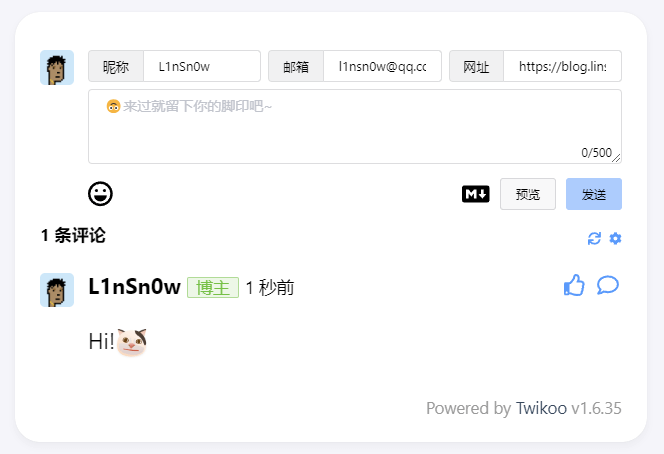 昵称 L1nSn0w 邮箱 l1nsn0w@qq.cc 网址 https://blog.lins
来过就留下你的脚印吧~
0/500
预览 发送
1 条评论
L1nSn0w 博主 1 秒前
Hi!
Powered by Twikoo v1.6.35